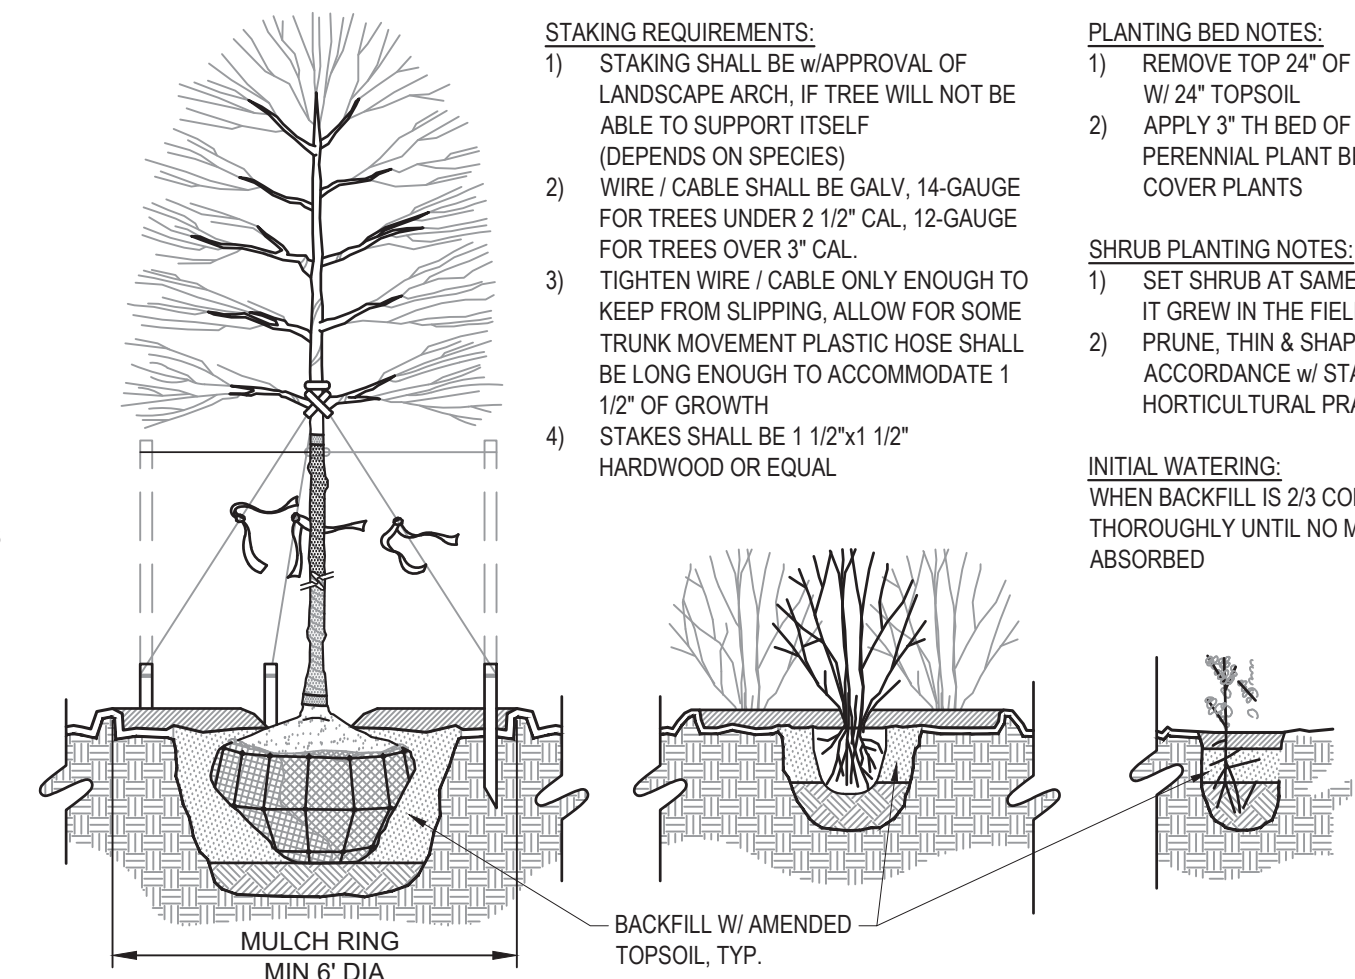 STAKING REQUIREMENTS:
1) STAKING SHALL BE w/APPROVAL OF
LANDSCAPE ARCH, IF TREE WILL NOT BE
ABLE TO SUPPORT ITSELF
(DEPENDS ON SPECIES)
2) WIRE / CABLE SHALL BE GALV, 14-GAUGE
FOR TREES UNDER 2 1/2" CAL, 12-GAUGE
FOR TREES OVER 3" CAL.
3) TIGHTEN WIRE / CABLE ONLY ENOUGH TO
KEEP FROM SLIPPING, ALLOW FOR SOME
TRUNK MOVEMENT PLASTIC HOSE SHALL
BE LONG ENOUGH TO ACCOMMODATE 1
1/2" OF GROWTH
4) STAKES SHALL BE 1 1/2"x1 1/2"
HARDWOOD OR EQUAL
PLANTING BED NOTES:
1) REMOVE TOP 24" OF
W/ 24" TOPSOIL
2) APPLY 3" TH BED OF
PERENNIAL PLANT
COVER PLANTS
SHRUB PLANTING NOTES:
1) SET SHRUB AT SAME
IT GREW IN THE
2) PRUNE, THIN &
ACCORDANCE w/
HORTICULTURAL
INITIAL WATERING:
WHEN BACKFILL IS 2/3
THOROUGHLY UNTIL NO
ABSORBED
BACKFILL W/ AMENDED
TOPSOIL, TYP.
MULCH RING
MIN 6' DIA